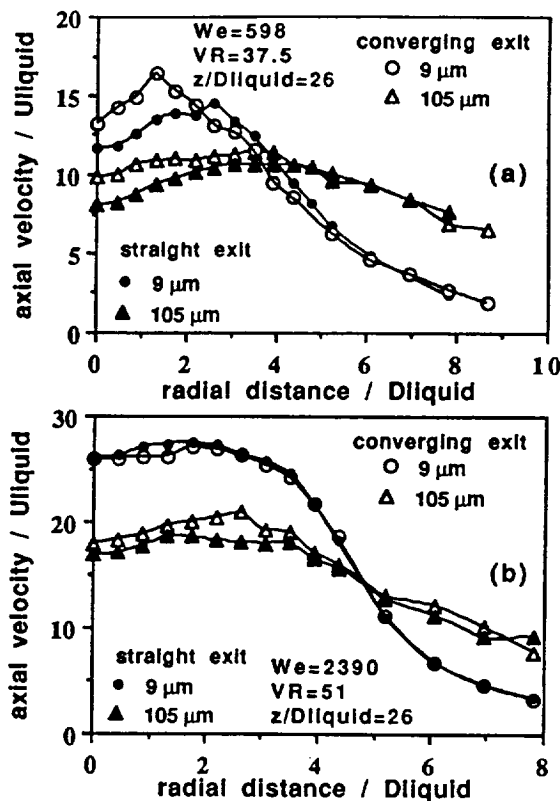 20
15
10
5
0
axial velocity / Uliquid
We=598
VR=37.5
z/Dliquid=26
converging exit
9 µm
105 µm
(a)
straight exit
9 µm
105 µm
0 2 4 6 8 10
radial distance / Dliquid
30
20
10
0
axial velocity / Uliquid
converging exit
9 µm
105 µm
(b)
straight exit
9 µm
105 µm
We=2390
VR=51
z/Dliquid=26
0 2 4 6 8
radial distance / Dliquid